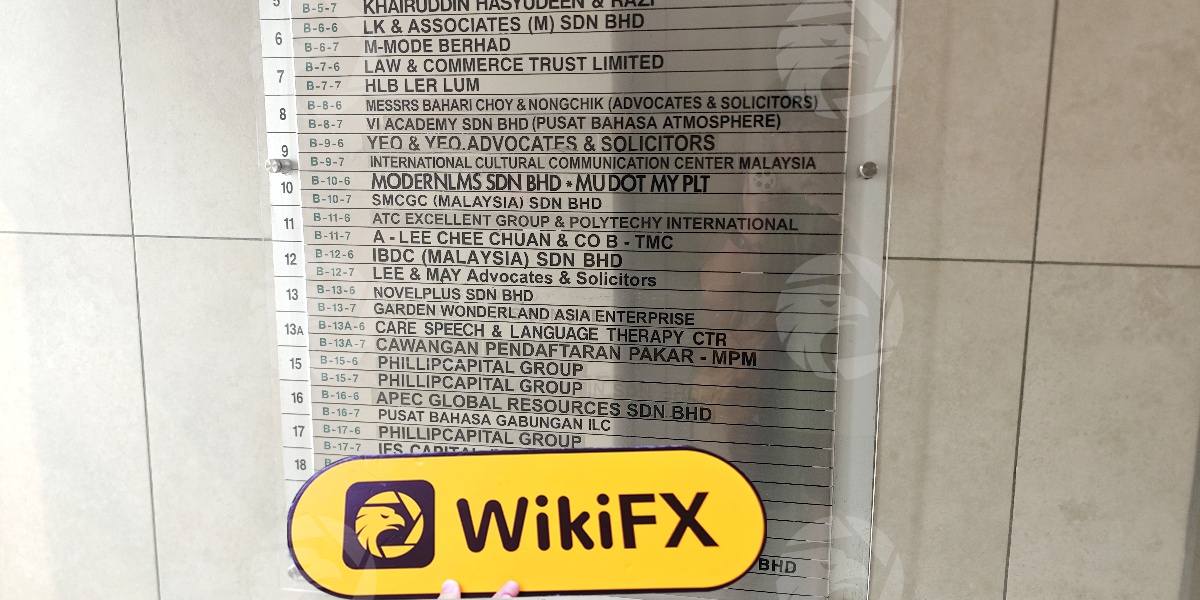 5
B-5-7 KHAIRUDDIN HASYUDEEN & RAZI
6
B-6-6 LK & ASSOCIATES (M) SDN BHD
B-6-7 M-MODE BERHAD
7
B-7-6 LAW & COMMERCE TRUST LIMITED
B-7-7 HLB LER LUM
8
B-8-6 MESSRS BAHARI CHOY & NONGCHIK (ADVOCATES & SOLICITORS)
B-8-7 VI ACADEMY SDN BHD (PUSAT BAHASA ATMOSPHERE)
9
B-9-6 YEO & YEO.ADVOCATES & SOLICITORS
B-9-7 INTERNATIONAL CULTURAL COMMUNICATION CENTER MALAYSIA
10
B-10-6 MODERNLMS SDN BHD * MU DOT MY PLT
B-10-7 SMCGC (MALAYSIA) SDN BHD
11
B-11-6 ATC EXCELLENT GROUP & POLYTECHY INTERNATIONAL
B-11-7 A - LEE CHEE CHUAN & CO B - TMC
12
B-12-6 IBDC (MALAYSIA) SDN BHD
B-12-7 LEE & MAY Advocates & Solicitors
13
B-13-6 NOVELPLUS SDN BHD
B-13-7 GARDEN WONDERLAND ASIA ENTERPRISE
13A
B-13A-6 CARE SPEECH & LANGUAGE THERAPY CTR
B-13A-7 CAWANGAN PENDAFTARAN PAKAR - MPM
15
B-15-6 PHILLIPCAPITAL GROUP
B-15-7 PHILLIPCAPITAL GROUP
16
B-16-6 APEC GLOBAL RESOURCES SDN BHD
B-16-7 PUSAT BAHASA GABUNGAN ILC
17
B-17-6 PHILLIPCAPITAL GROUP
B-17-7 IFS CAPITAL
18
WikiFX
BHD